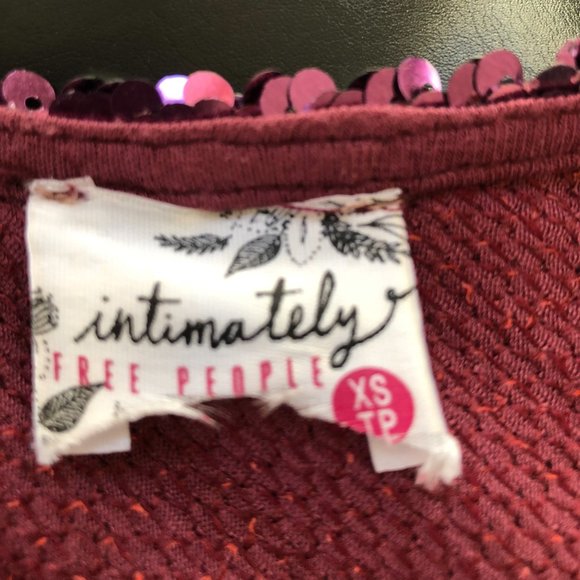 intimately
FREE PEOPLE
XS
TP